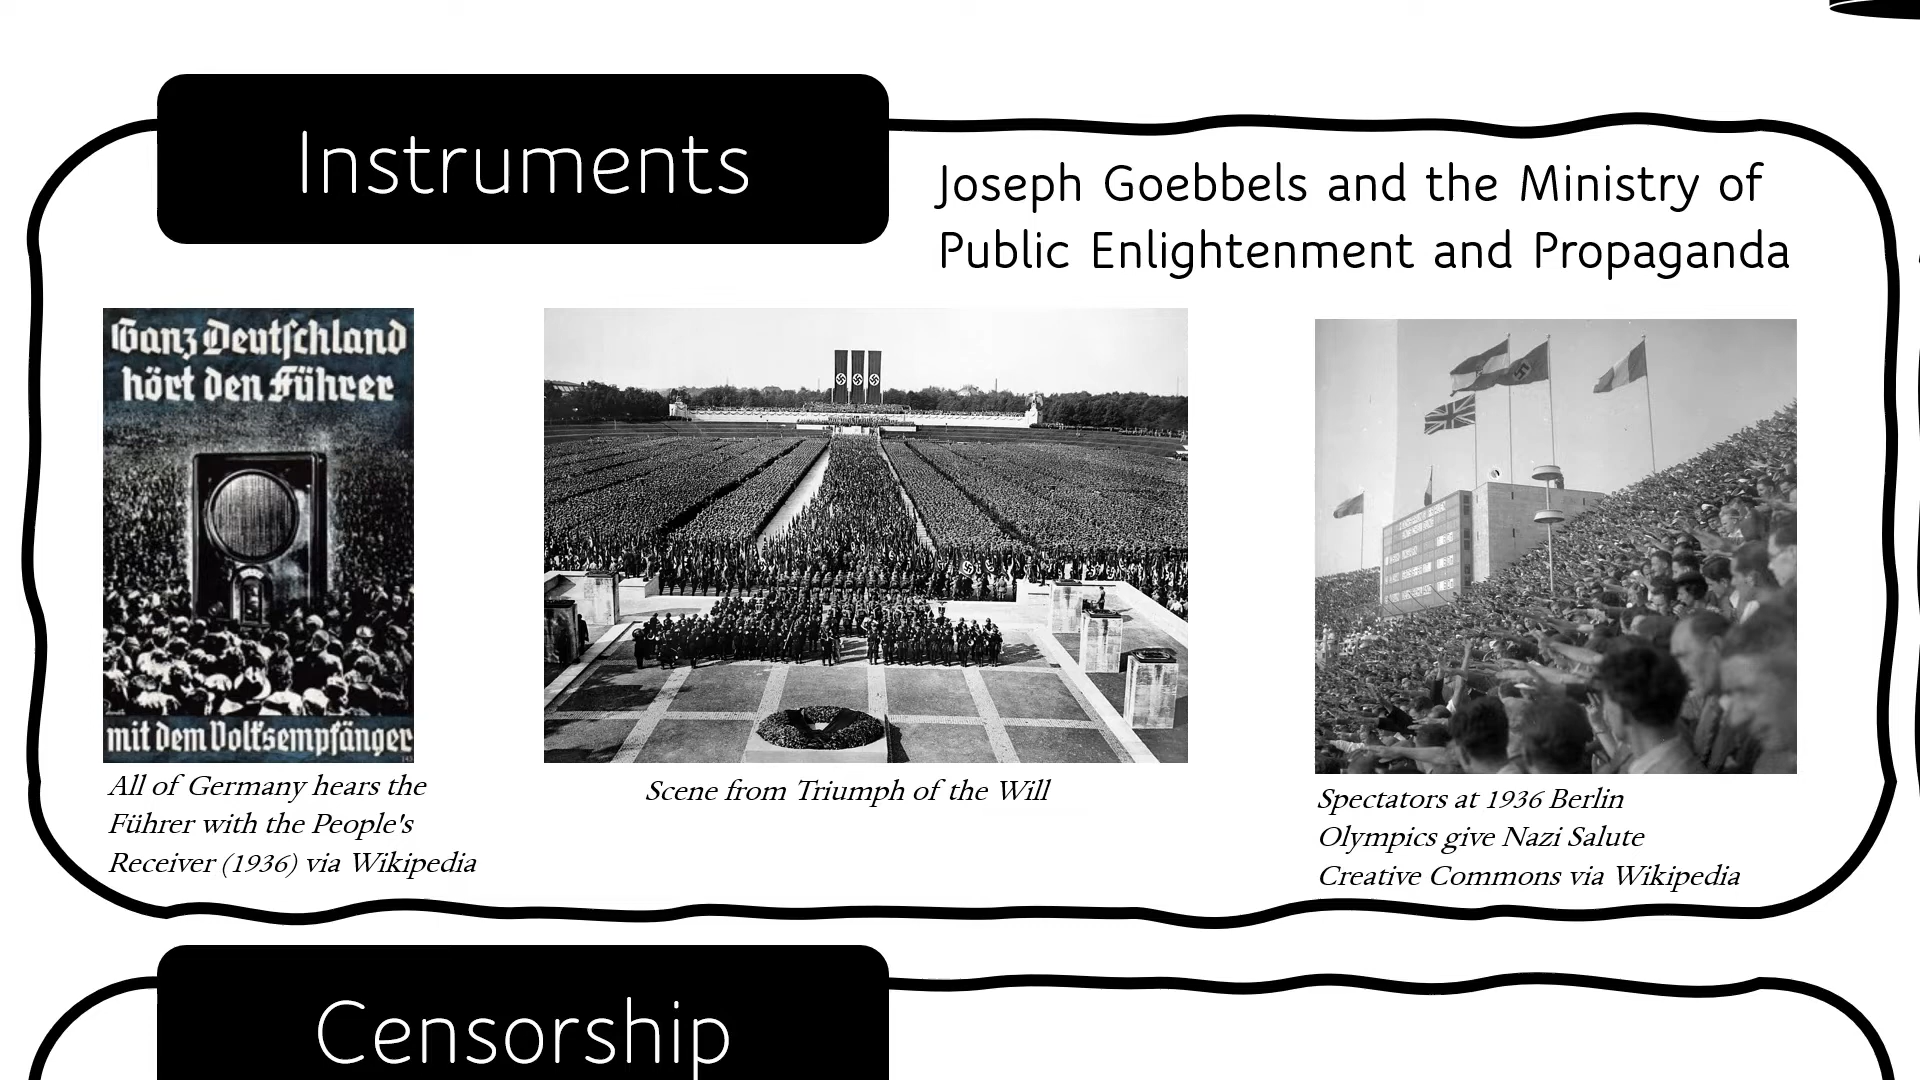 Instruments
Joseph Goebbels and the Ministry of
Public Enlightenment and Propaganda
Ganz Deutſchland
hört den Führer
mit dem Volksempfänger
All of Germany hears the
Führer with the People's
Receiver (1936) via Wikipedia
Scene from Triumph of the Will
Spectators at 1936 Berlin
Olympics give Nazi Salute
Creative Commons via Wikipedia
Censorship